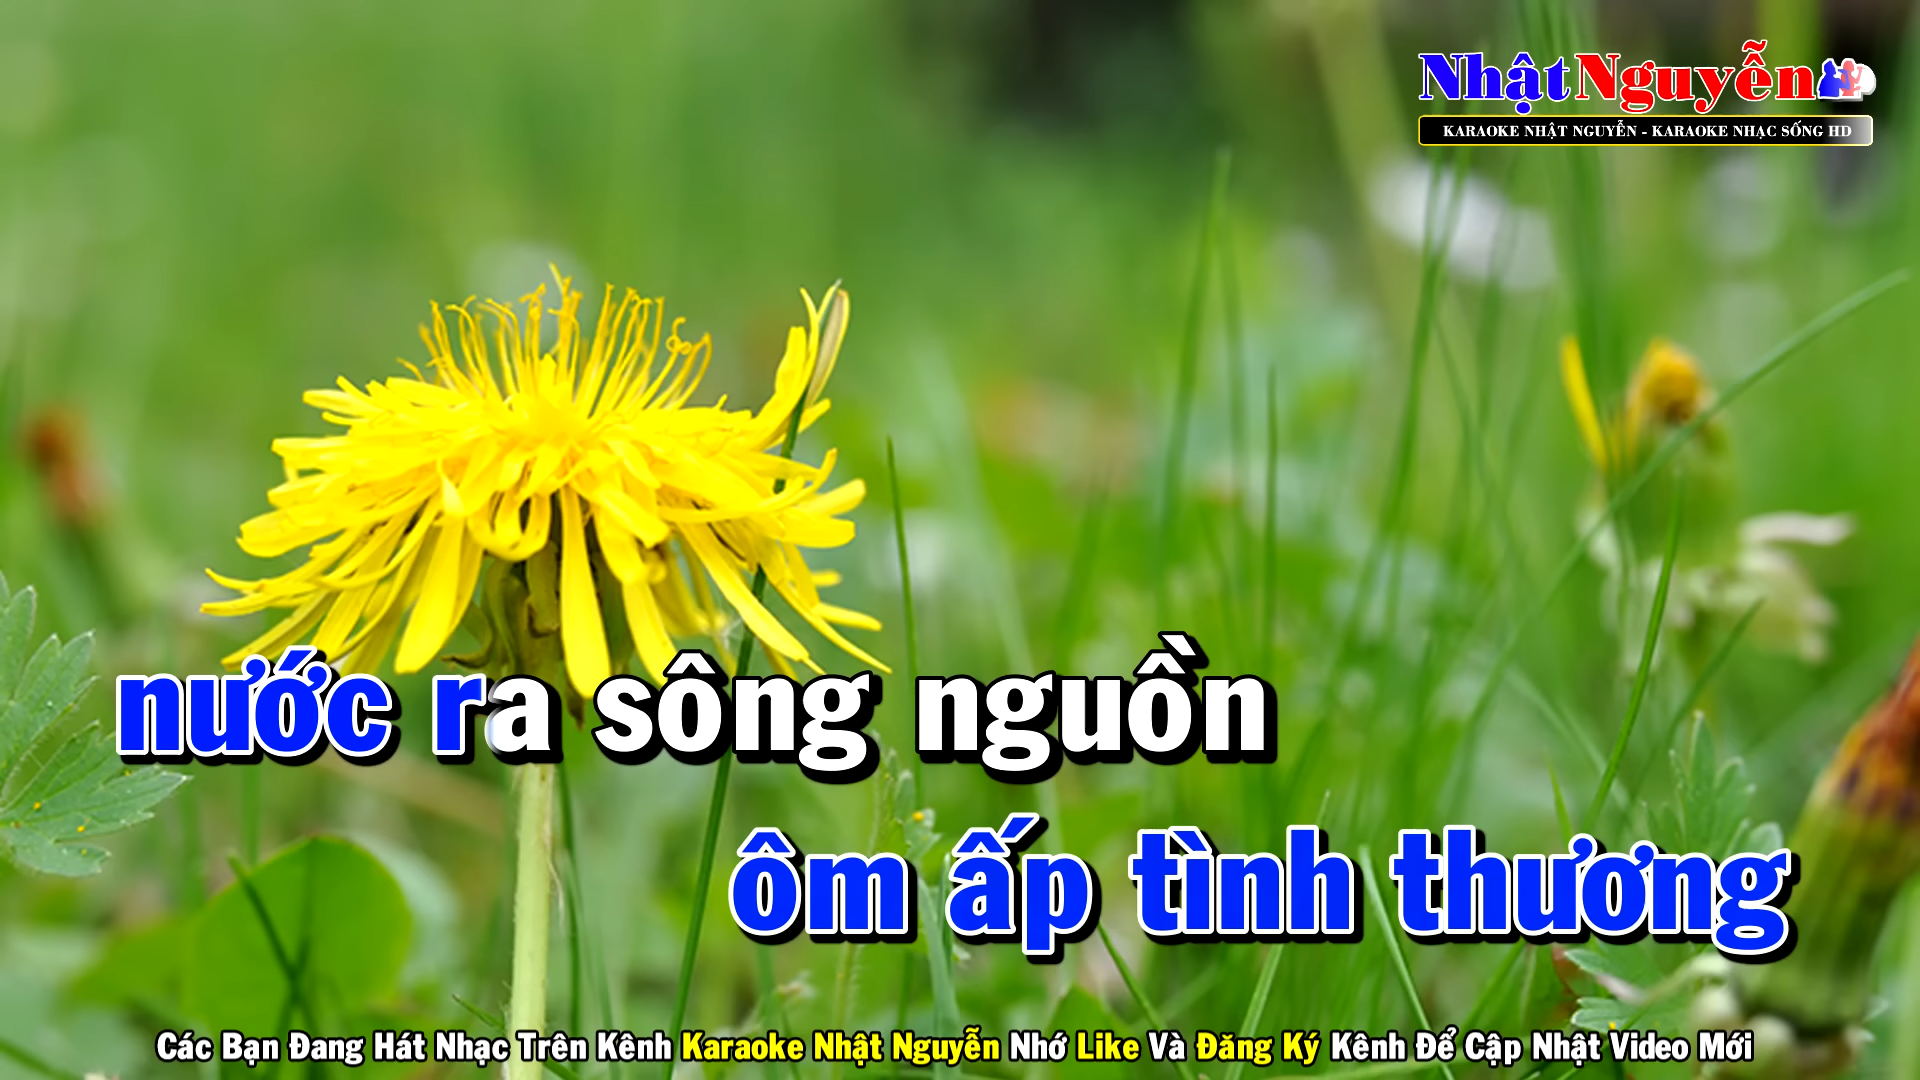 Nhật Nguyễn
KARAOKE NHẬT NGUYỄN - KARAOKE NHẠC SỐNG HD
nước ra sông nguồn
ôm ấp tình thương
Các Bạn Đang Hát Nhạc Trên Kênh Karaoke Nhật Nguyễn Nhớ Like Và Đăng Ký Kênh Để Cập Nhật Video Mới